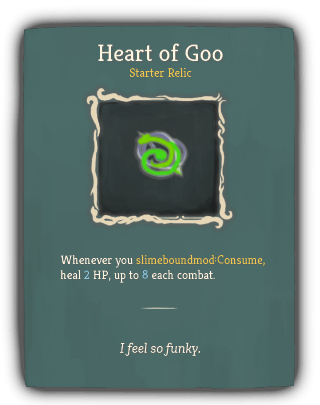 Heart of Goo
Starter Relic
Whenever you slimeboundmod:Consume,
heal 2 HP, up to 8 each combat.
I feel so funky.